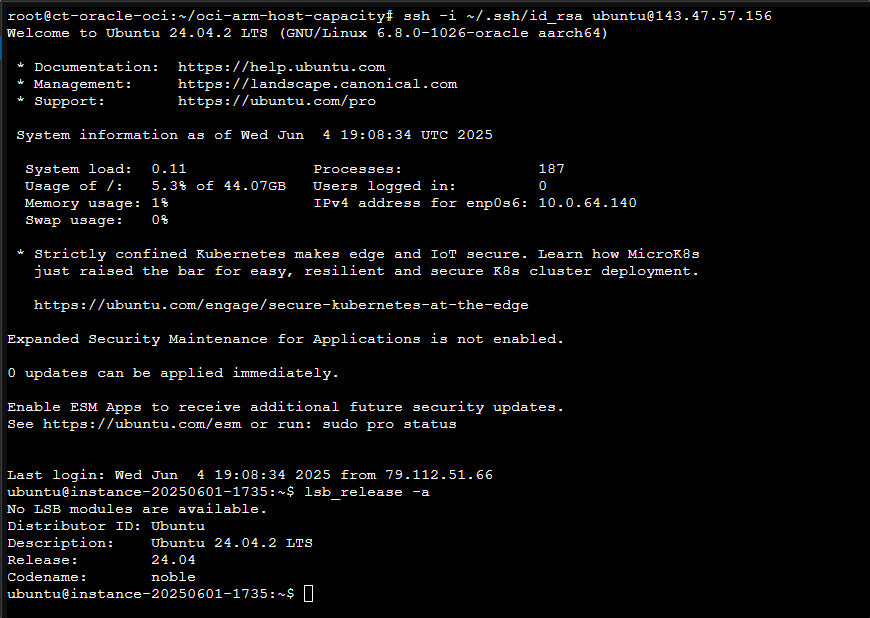 root@ct-oracle-oci:~/oci-arm-host-capacity# ssh -i ~/.ssh/id_rsa ubuntu@143.47.57.156
Welcome to Ubuntu 24.04.2 LTS (GNU/Linux 6.8.0-1026-oracle aarch64)

 * Documentation:  https://help.ubuntu.com
 * Management:     https://landscape.canonical.com
 * Support:        https://ubuntu.com/pro

 System information as of Wed Jun  4 19:08:34 UTC 2025

  System load:  0.11              Processes:               187
  Usage of /:   5.3% of 44.07GB   Users logged in:         0
  Memory usage: 1%                IPv4 address for enp0s6: 10.0.64.140
  Swap usage:   0%

 * Strictly confined Kubernetes makes edge and IoT secure. Learn how MicroK8s
   just raised the bar for easy, resilient and secure K8s cluster deployment.

   https://ubuntu.com/engage/secure-kubernetes-at-the-edge

Expanded Security Maintenance for Applications is not enabled.

0 updates can be applied immediately.

Enable ESM Apps to receive additional future security updates.
See https://ubuntu.com/esm or run: sudo pro status


Last login: Wed Jun  4 19:08:34 2025 from 79.112.51.66
ubuntu@instance-20250601-1735:~$ lsb_release -a
No LSB modules are available.
Distributor ID: Ubuntu
Description:    Ubuntu 24.04.2 LTS
Release:        24.04
Codename:       noble
ubuntu@instance-20250601-1735:~$